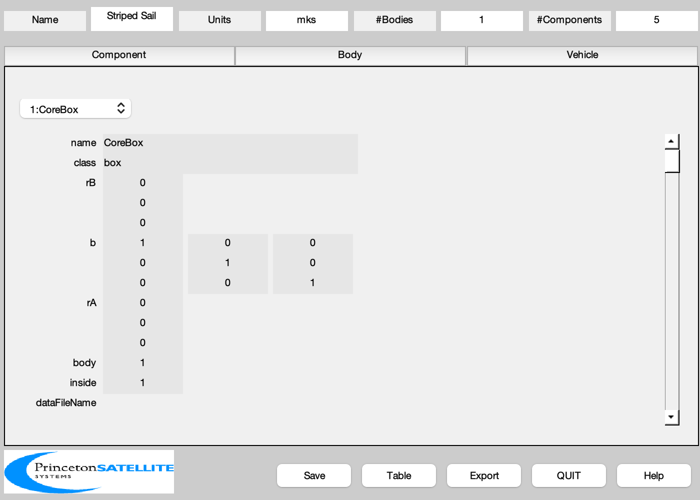 Name Striped Sail Units mks #Bodies 1 #Components 5
Component Body Vehicle
1:CoreBox
name CoreBox
class box
rB 0
0
0
b 1 0 0
0 1 0
0 0 1
rA 0
0
0
body 1
inside 1
dataFileName
PrincetonSATELLITE
SYSTEMS
Save Table Export QUIT Help